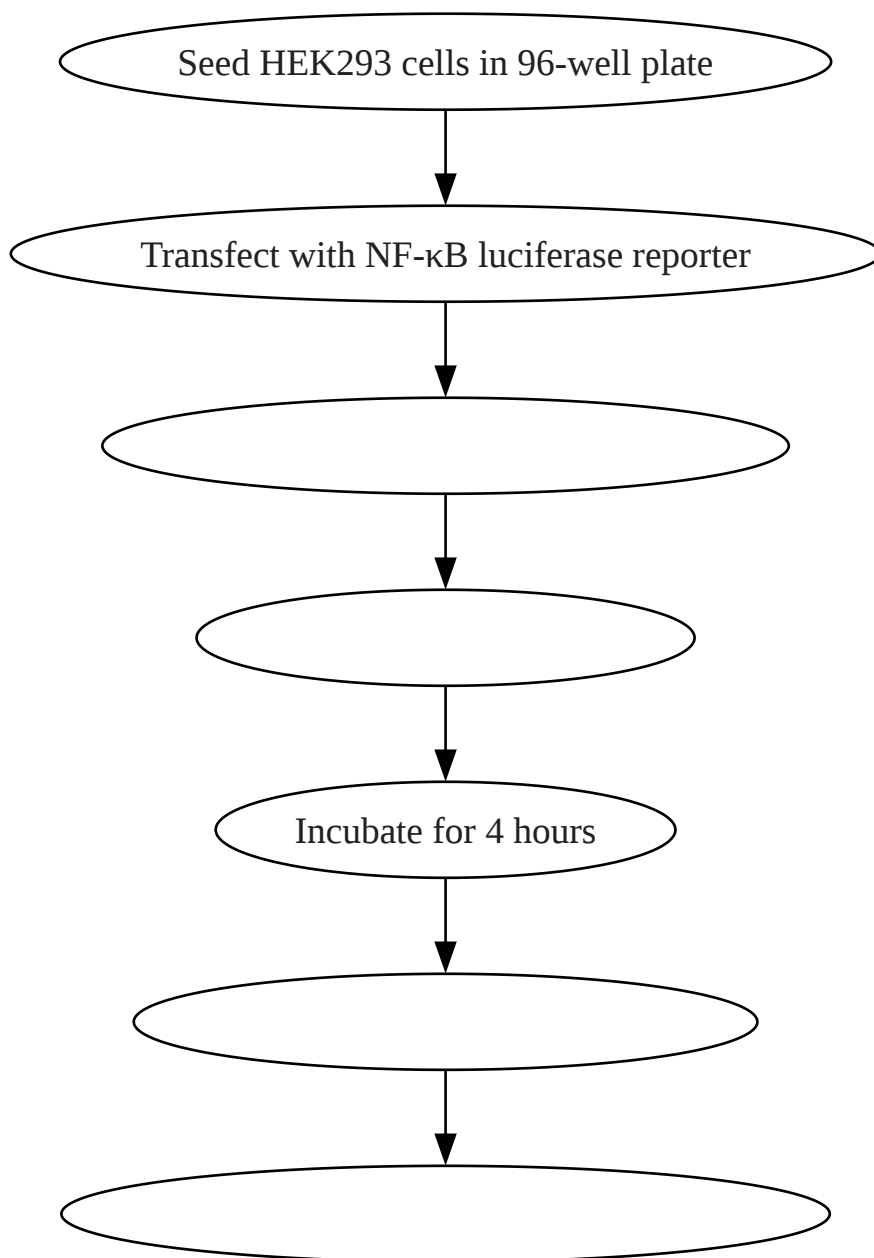 Seed HEK293 cells in 96-well plate
Transfect with NF-κB luciferase reporter
Incubate for 4 hours